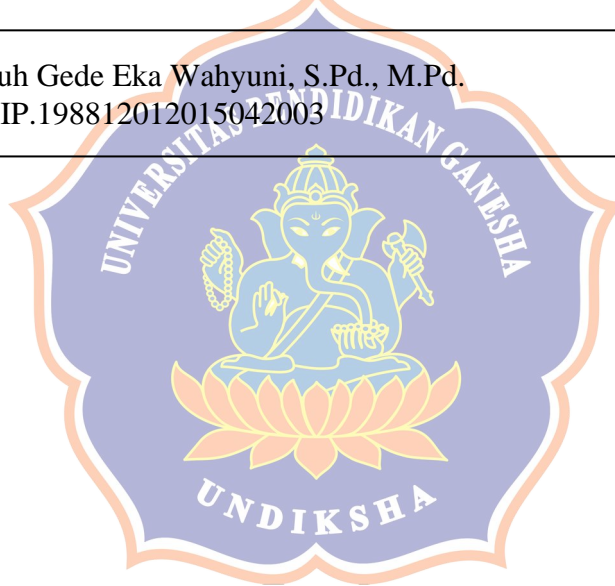 uh Gede Eka Wahyuni, S.Pd., M.Pd.
IP.198812012015042003
UNIVERSITAS PENDIDIKAN GANESHA
UNDIKSHA